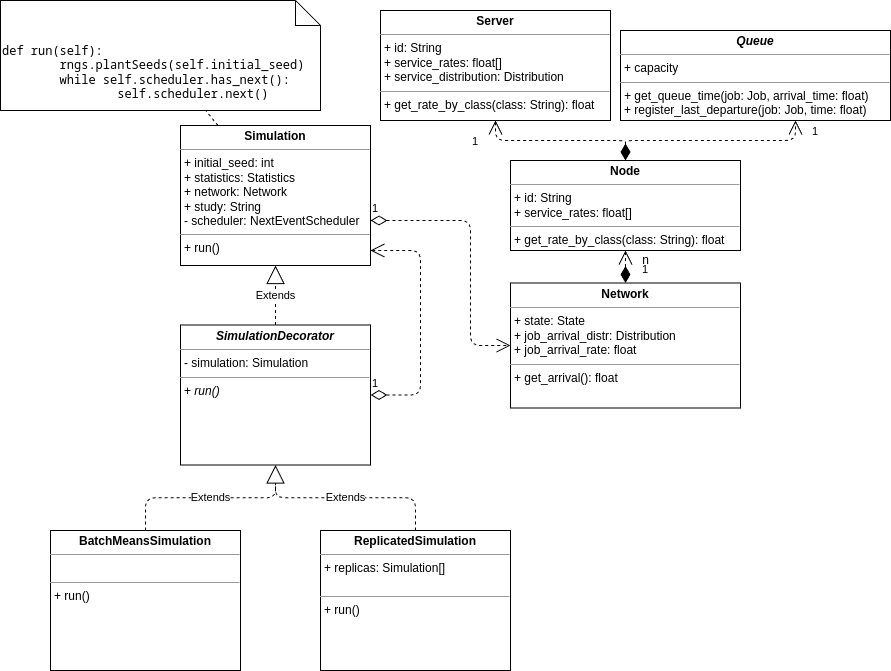 def run(self):
rngs.plantSeeds(self.initial_seed)
while self.scheduler.has_next():
self.scheduler.next()
Server
+ id: String
+ service_rates: float[]
+ service_distribution: Distribution
+ get_rate_by_class(class: String): float
Queue
+ capacity
+ get_queue_time(job: Job, arrival_time: float)
+ register_last_departure(job: Job, time: float)
1
1
Simulation
+ initial_seed: int
+ statistics: Statistics
+ network: Network
+ study: String
- scheduler: NextEventScheduler
+ run()
1
Node
+ id: String
+ service_rates: float[]
+ get_rate_by_class(class: String): float
n
1
Extends
Network
+ state: State
+ job_arrival_distr: Distribution
+ job_arrival_rate: float
+ get_arrival(): float
SimulationDecorator
- simulation: Simulation
+ run()
1
Extends
Extends
BatchMeansSimulation
+ run()
ReplicatedSimulation
+ replicas: Simulation[]
+ run()